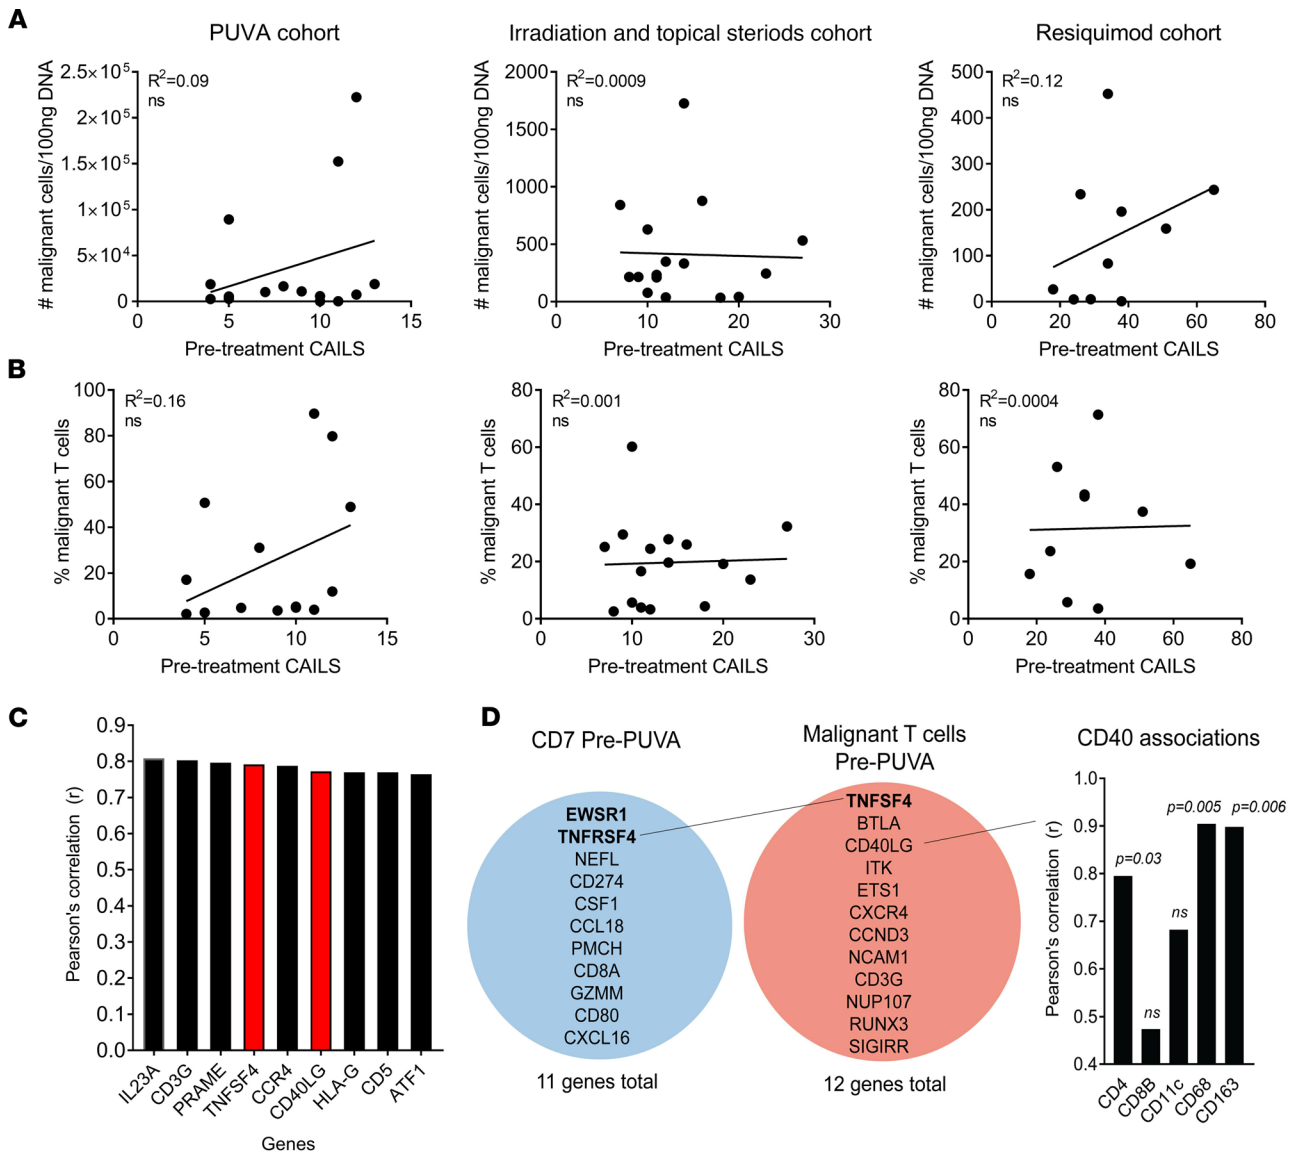 A
PUVA cohort
Irradiation and topical steriods cohort
Resiquimod cohort
# malignant cells/100ng DNA
2.5×10⁵
2×10⁵
1.5×10⁵
1×10⁵
5×10⁴
0
R²=0.09
ns
0
5
10
15
Pre-treatment CAILS
# malignant cells/100ng DNA
2000
1500
1000
500
0
R²=0.0009
ns
0
10
20
30
Pre-treatment CAILS
# malignant cells/100ng DNA
500
400
300
200
100
0
R²=0.12
ns
0
20
40
60
80
Pre-treatment CAILS
B
% malignant T cells
100
80
60
40
20
0
R²=0.16
ns
0
5
10
15
Pre-treatment CAILS
% malignant T cells
80
60
40
20
0
R²=0.001
ns
0
10
20
30
Pre-treatment CAILS
% malignant T cells
80
60
40
20
0
R²=0.0004
ns
0
20
40
60
80
Pre-treatment CAILS
C
Pearson's correlation (r)
0.9
0.8
0.7
0.6
0.5
0.4
0.3
0.2
0.1
0.0
IL23A
CD3G
PRAME
TNFSF4
CCR4
CD40LG
HLA-G
CD5
ATF1
Genes
D
CD7 Pre-PUVA
EWSR1
TNFRSF4
NEFL
CD274
CSF1
CCL18
PMCH
CD8A
GZMM
CD80
CXCL16
11 genes total
Malignant T cells
Pre-PUVA
TNFSF4
BTLA
CD40LG
ITK
ETS1
CXCR4
CCND3
NCAM1
CD3G
NUP107
RUNX3
SIGIRR
12 genes total
CD40 associations
Pearson's correlation (r)
1.0
0.9
0.8
0.7
0.6
0.5
0.4
p=0.03
ns
ns
p=0.005
p=0.006
CD4
CD8B
CD11c
CD68
CD163